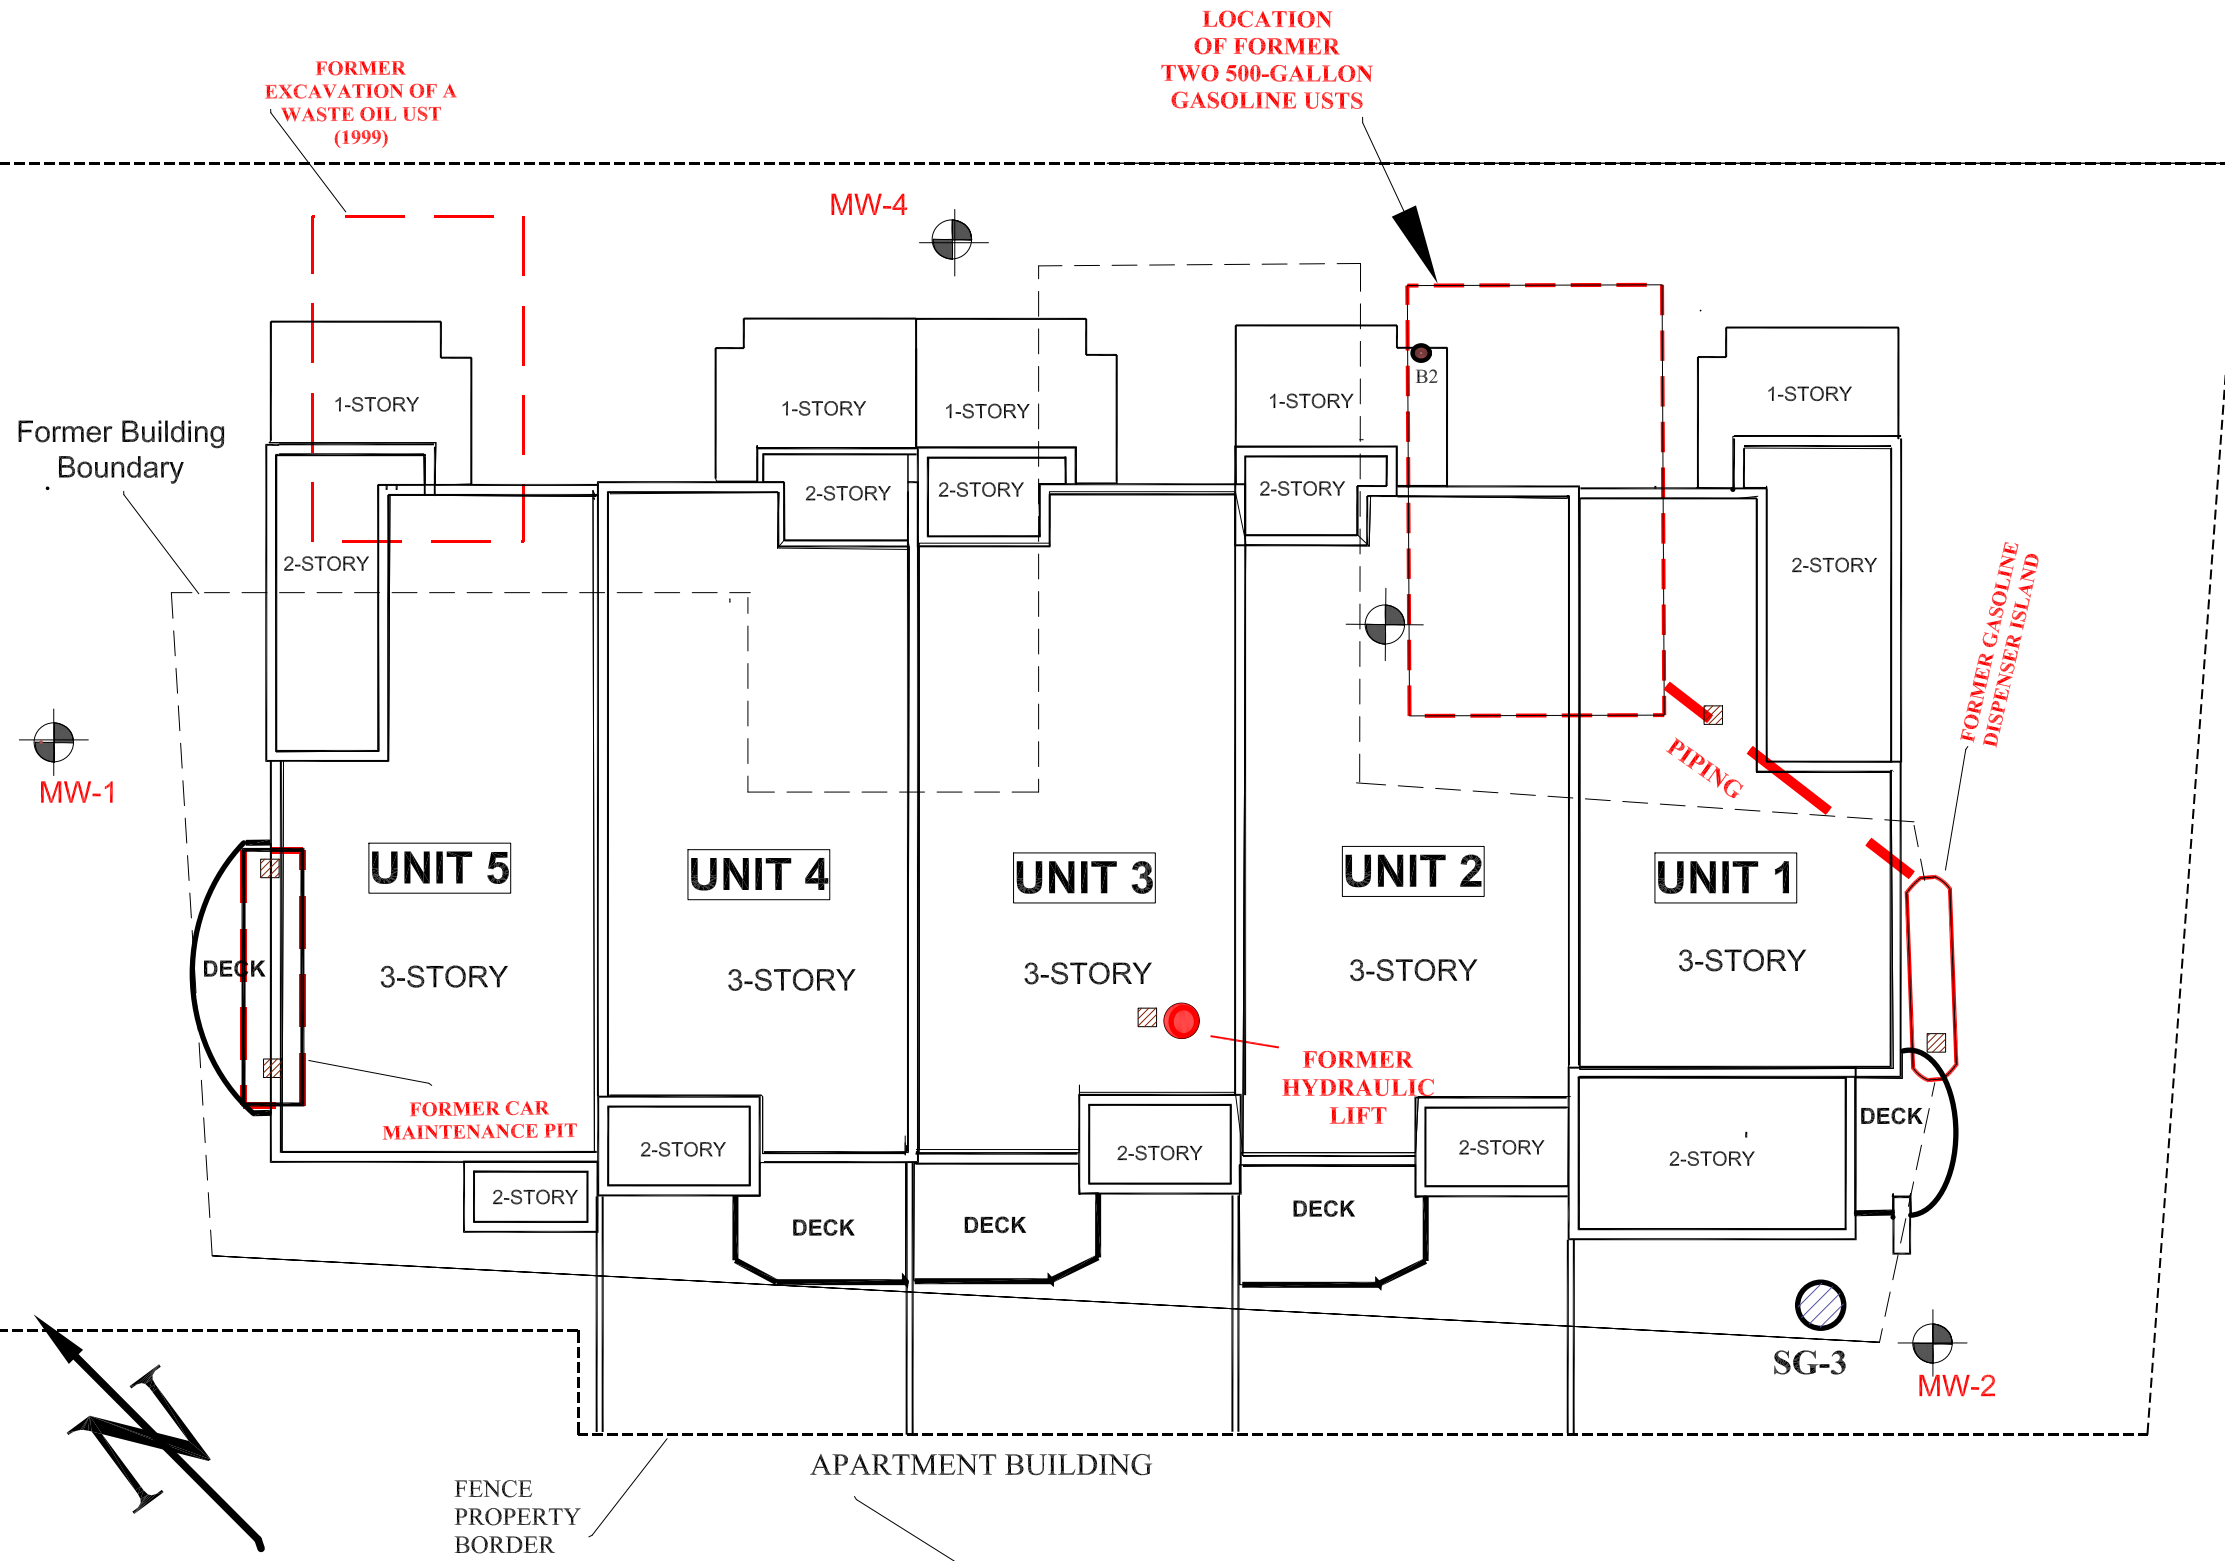 LOCATION
OF FORMER
TWO 500-GALLON
GASOLINE USTS
FORMER
EXCAVATION OF A
WASTE OIL UST
(1999)
MW-4
B2
1-STORY
1-STORY
1-STORY
1-STORY
1-STORY
Former Building
Boundary
2-STORY
2-STORY
2-STORY
2-STORY
2-STORY
FORMER GASOLINE
DISPENSER ISLAND
PIPING
MW-1
UNIT 5
UNIT 4
UNIT 3
UNIT 2
UNIT 1
DECK
3-STORY
3-STORY
3-STORY
3-STORY
3-STORY
FORMER
HYDRAULIC
LIFT
FORMER CAR
MAINTENANCE PIT
DECK
2-STORY
2-STORY
2-STORY
2-STORY
2-STORY
DECK
DECK
DECK
SG-3
MW-2
N
APARTMENT BUILDING
FENCE
PROPERTY
BORDER